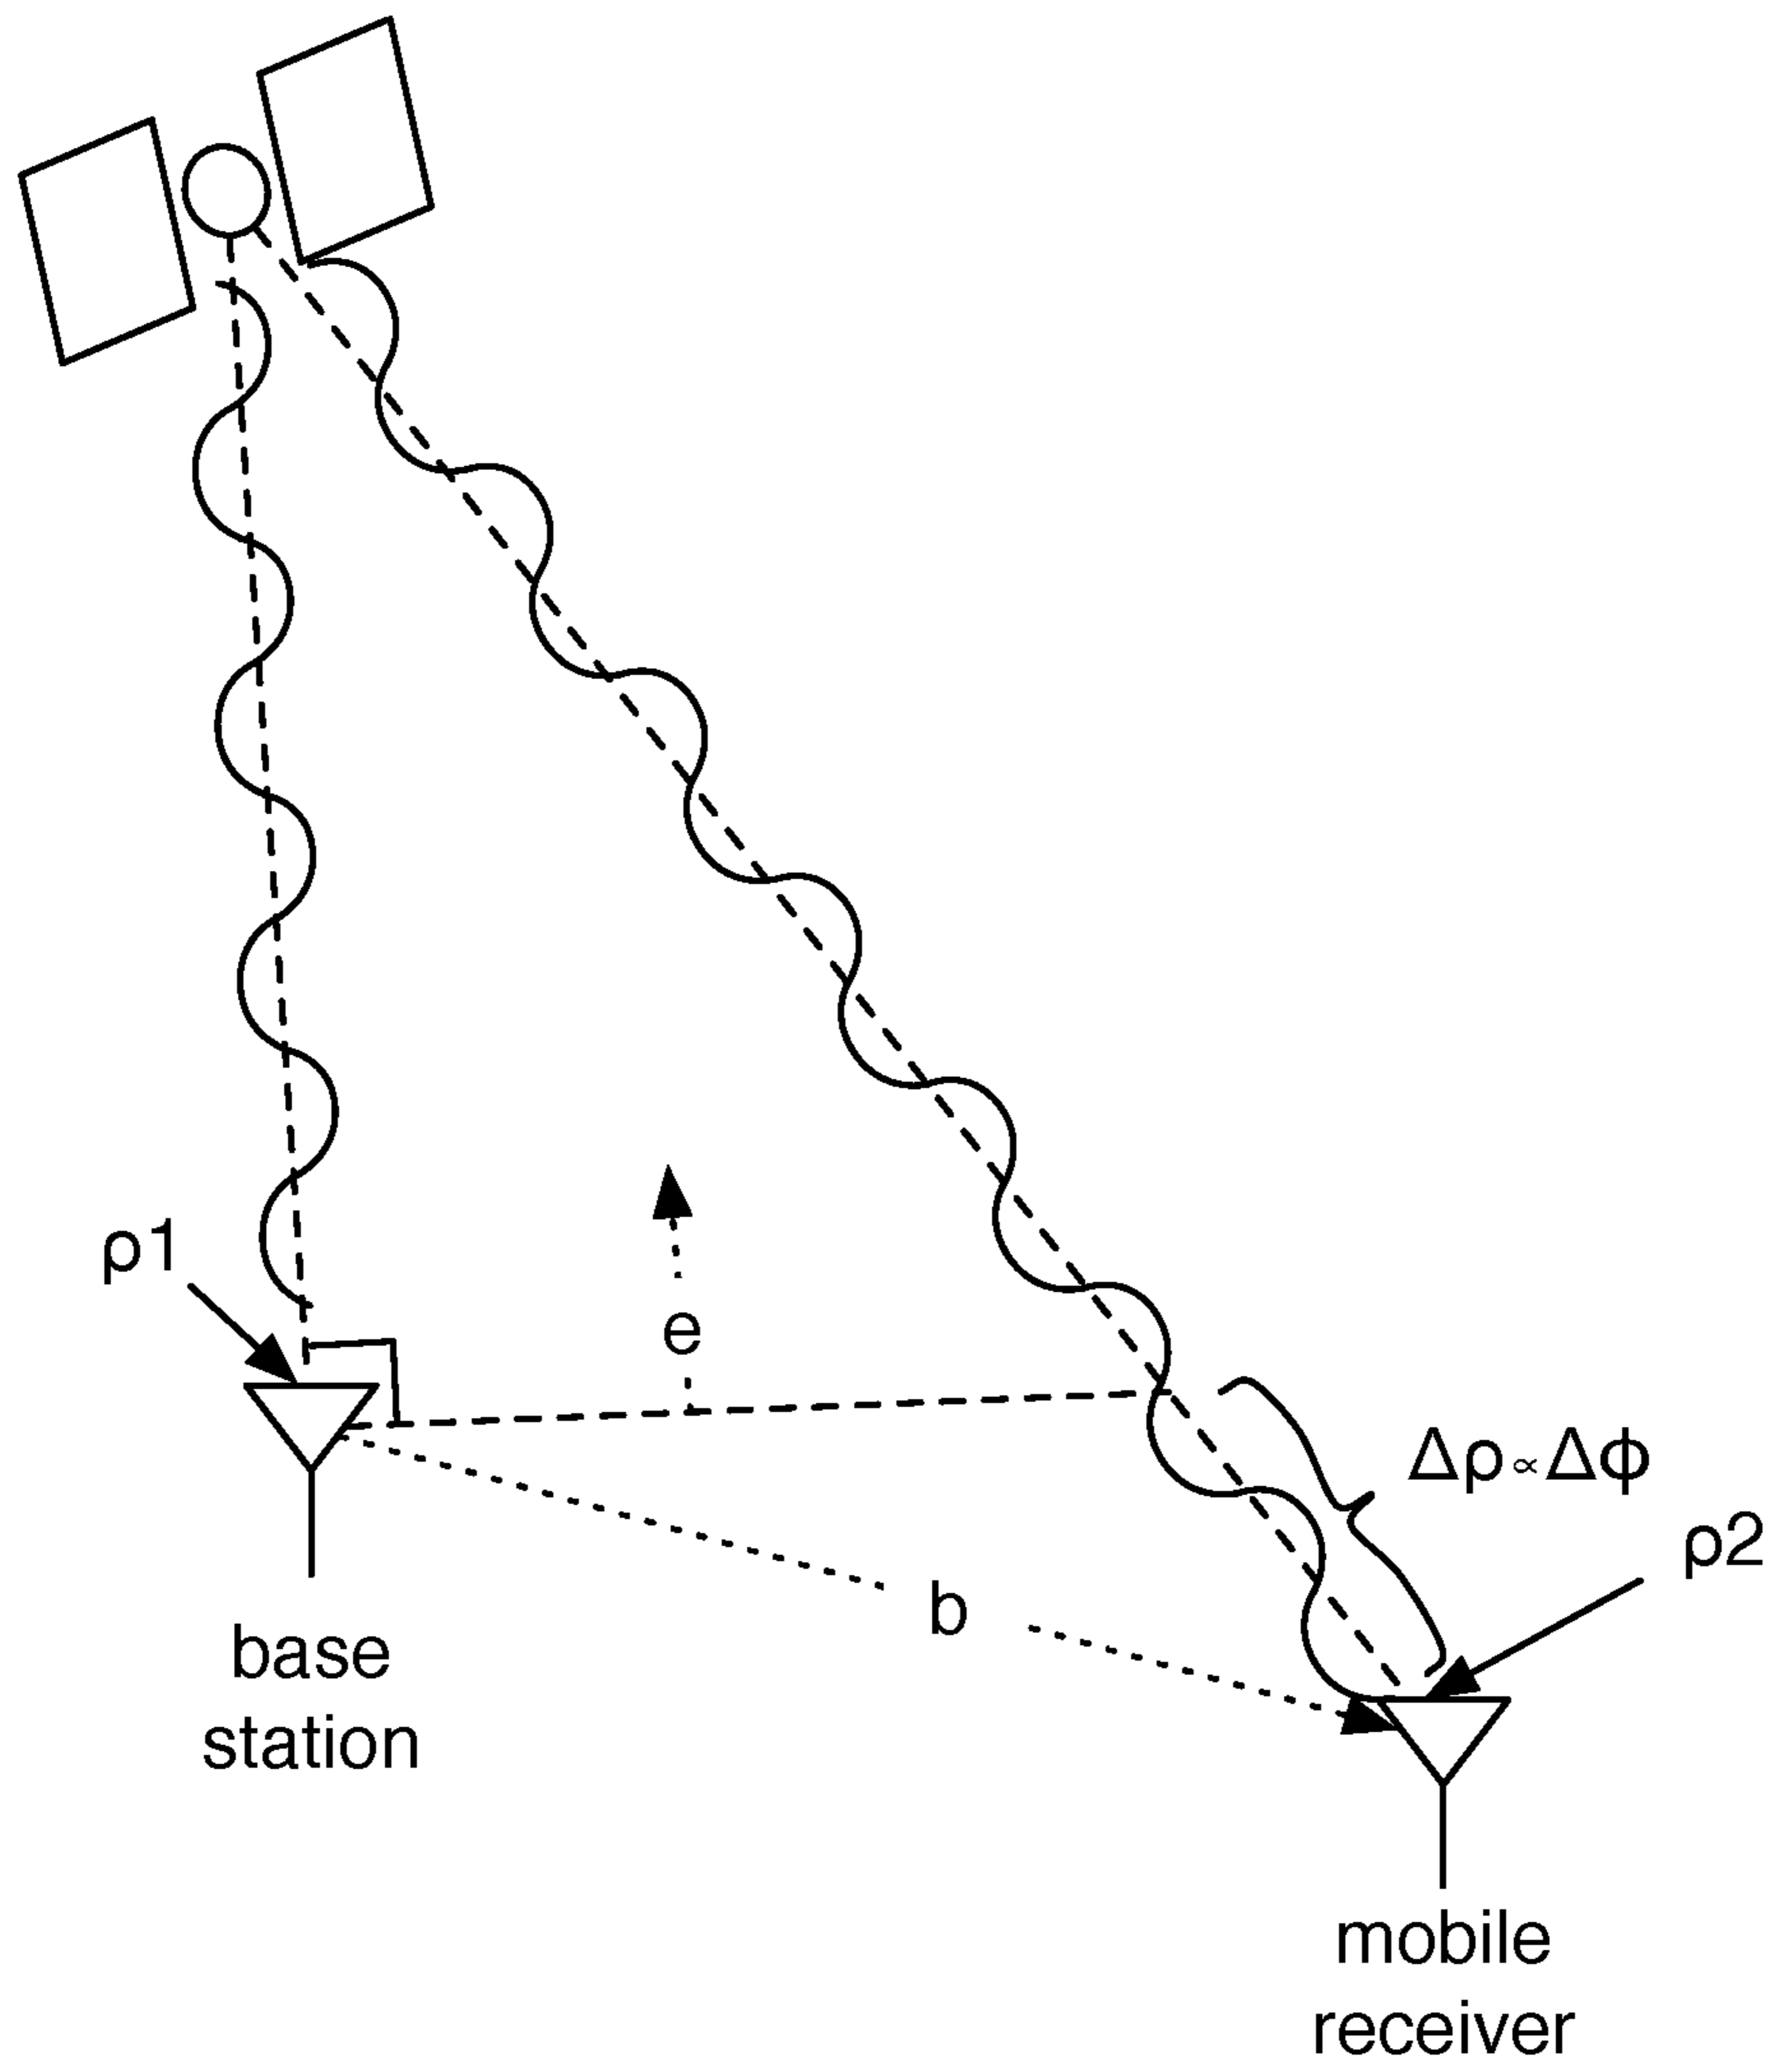 ρ1
e
Δρ∝Δϕ
ρ2
b
base
station
mobile
receiver